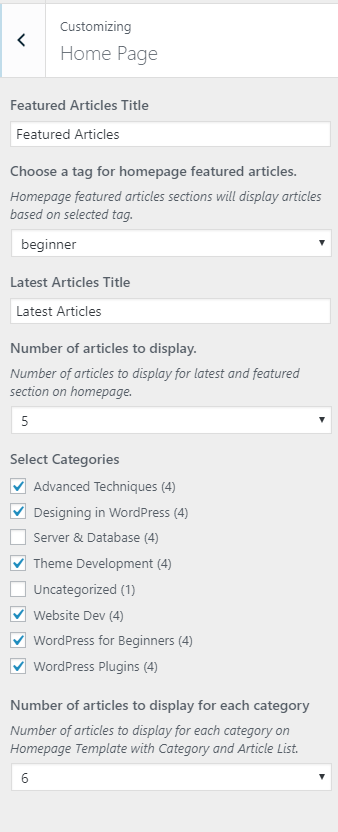 Customizing
Home Page
Featured Articles Title
Featured Articles
Choose a tag for homepage featured articles.
Homepage featured articles sections will display articles
based on selected tag.
beginner
Latest Articles Title
Latest Articles
Number of articles to display.
Number of articles to display for latest and featured
section on homepage.
5
Select Categories
Advanced Techniques (4)
Designing in WordPress (4)
Server & Database (4)
Theme Development (4)
Uncategorized (1)
Website Dev (4)
WordPress for Beginners (4)
WordPress Plugins (4)
Number of articles to display for each category
Number of articles to display for each category on
Homepage Template with Category and Article List.
6